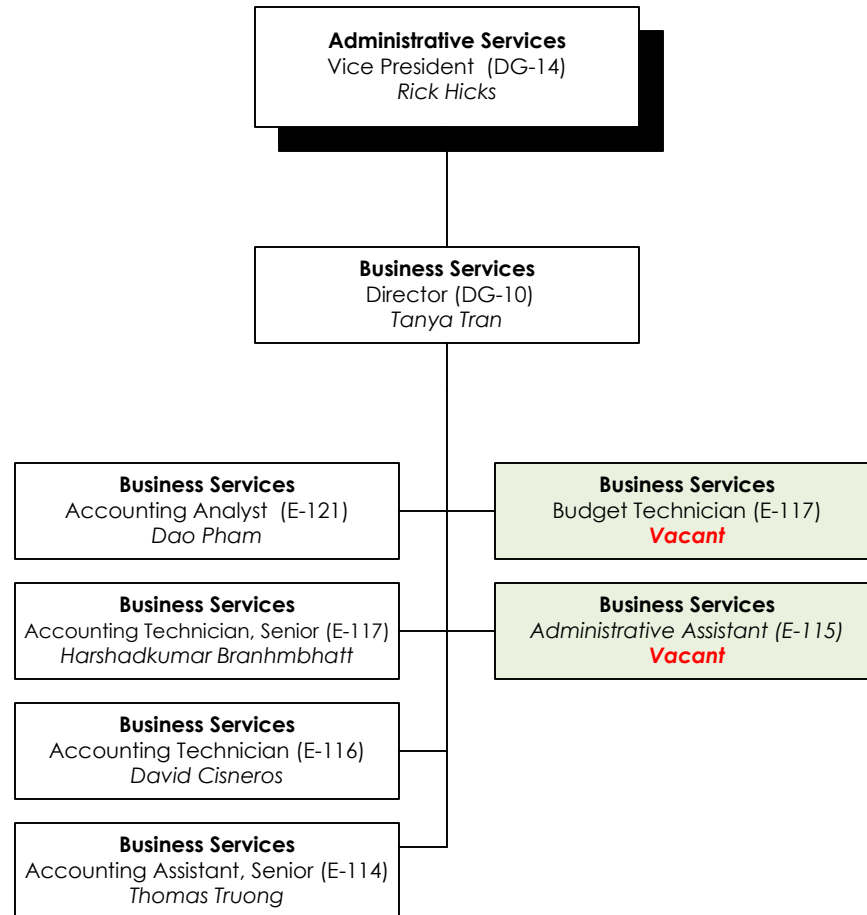 Administrative Services
Vice President (DG-14)
Rick Hicks
Business Services
Director (DG-10)
Tanya Tran
Business Services
Accounting Analyst (E-121)
Dao Pham
Business Services
Budget Technician (E-117)
Vacant
Business Services
Accounting Technician, Senior (E-117)
Harshadkumar Branhmbhatt
Business Services
Administrative Assistant (E-115)
Vacant
Business Services
Accounting Technician (E-116)
David Cisneros
Business Services
Accounting Assistant, Senior (E-114)
Thomas Truong